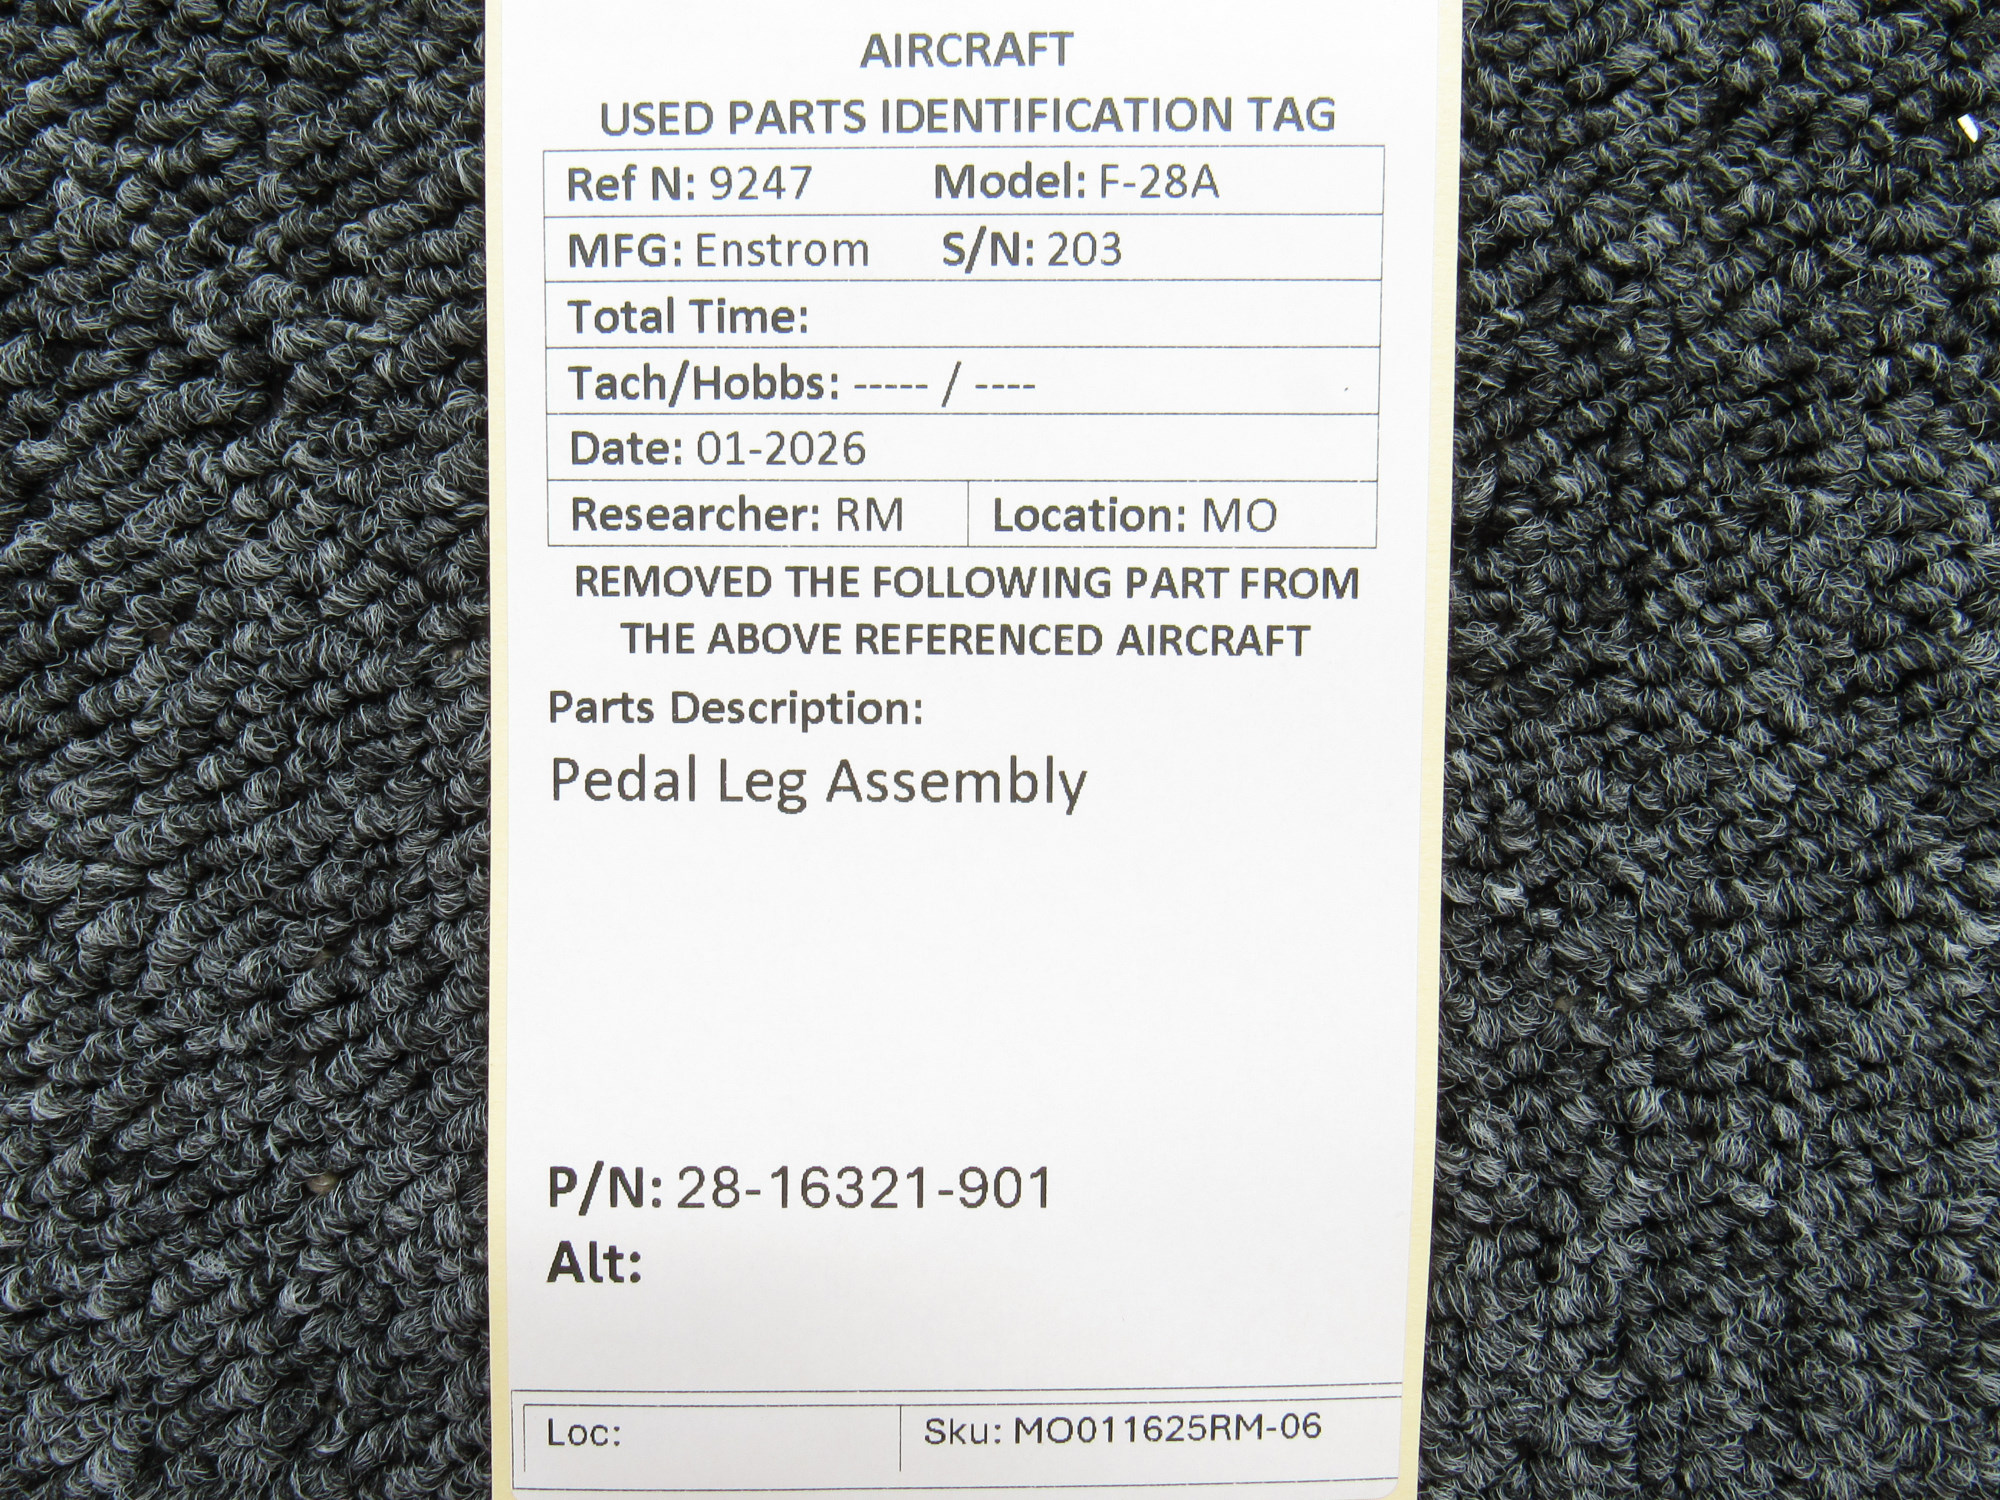 AIRCRAFT
USED PARTS IDENTIFICATION TAG
Ref N: 9247 Model: F-28A
MFG: Enstrom S/N: 203
Total Time:
Tach/Hobbs: ----- / ----
Date: 01-2026
Researcher: RM Location: MO
REMOVED THE FOLLOWING PART FROM
THE ABOVE REFERENCED AIRCRAFT
Parts Description:
Pedal Leg Assembly
P/N: 28-16321-901
Alt:
Loc: Sku: MO011625RM-06